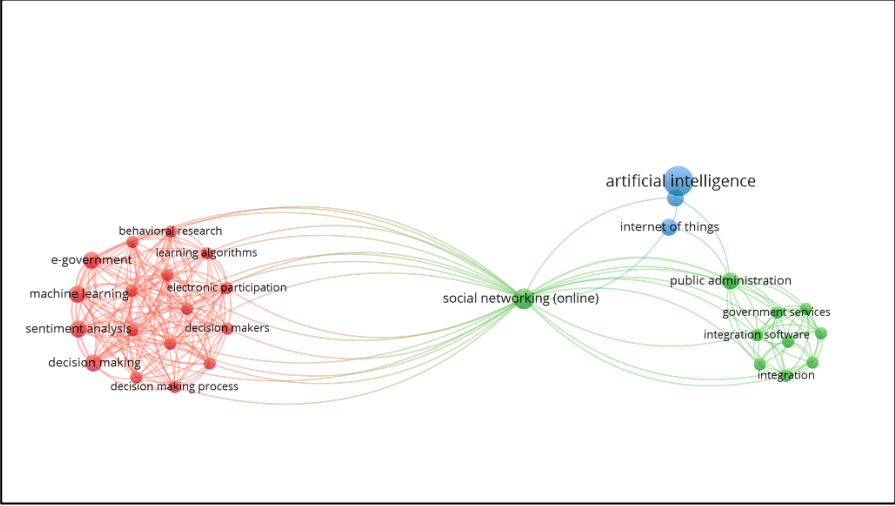 artificial intelligence
internet of things
behavioral research
learning algorithms
e-government
electronic participation
machine learning
sentiment analysis
decision makers
decision making
decision making process
social networking (online)
public administration
government services
integration software
integration